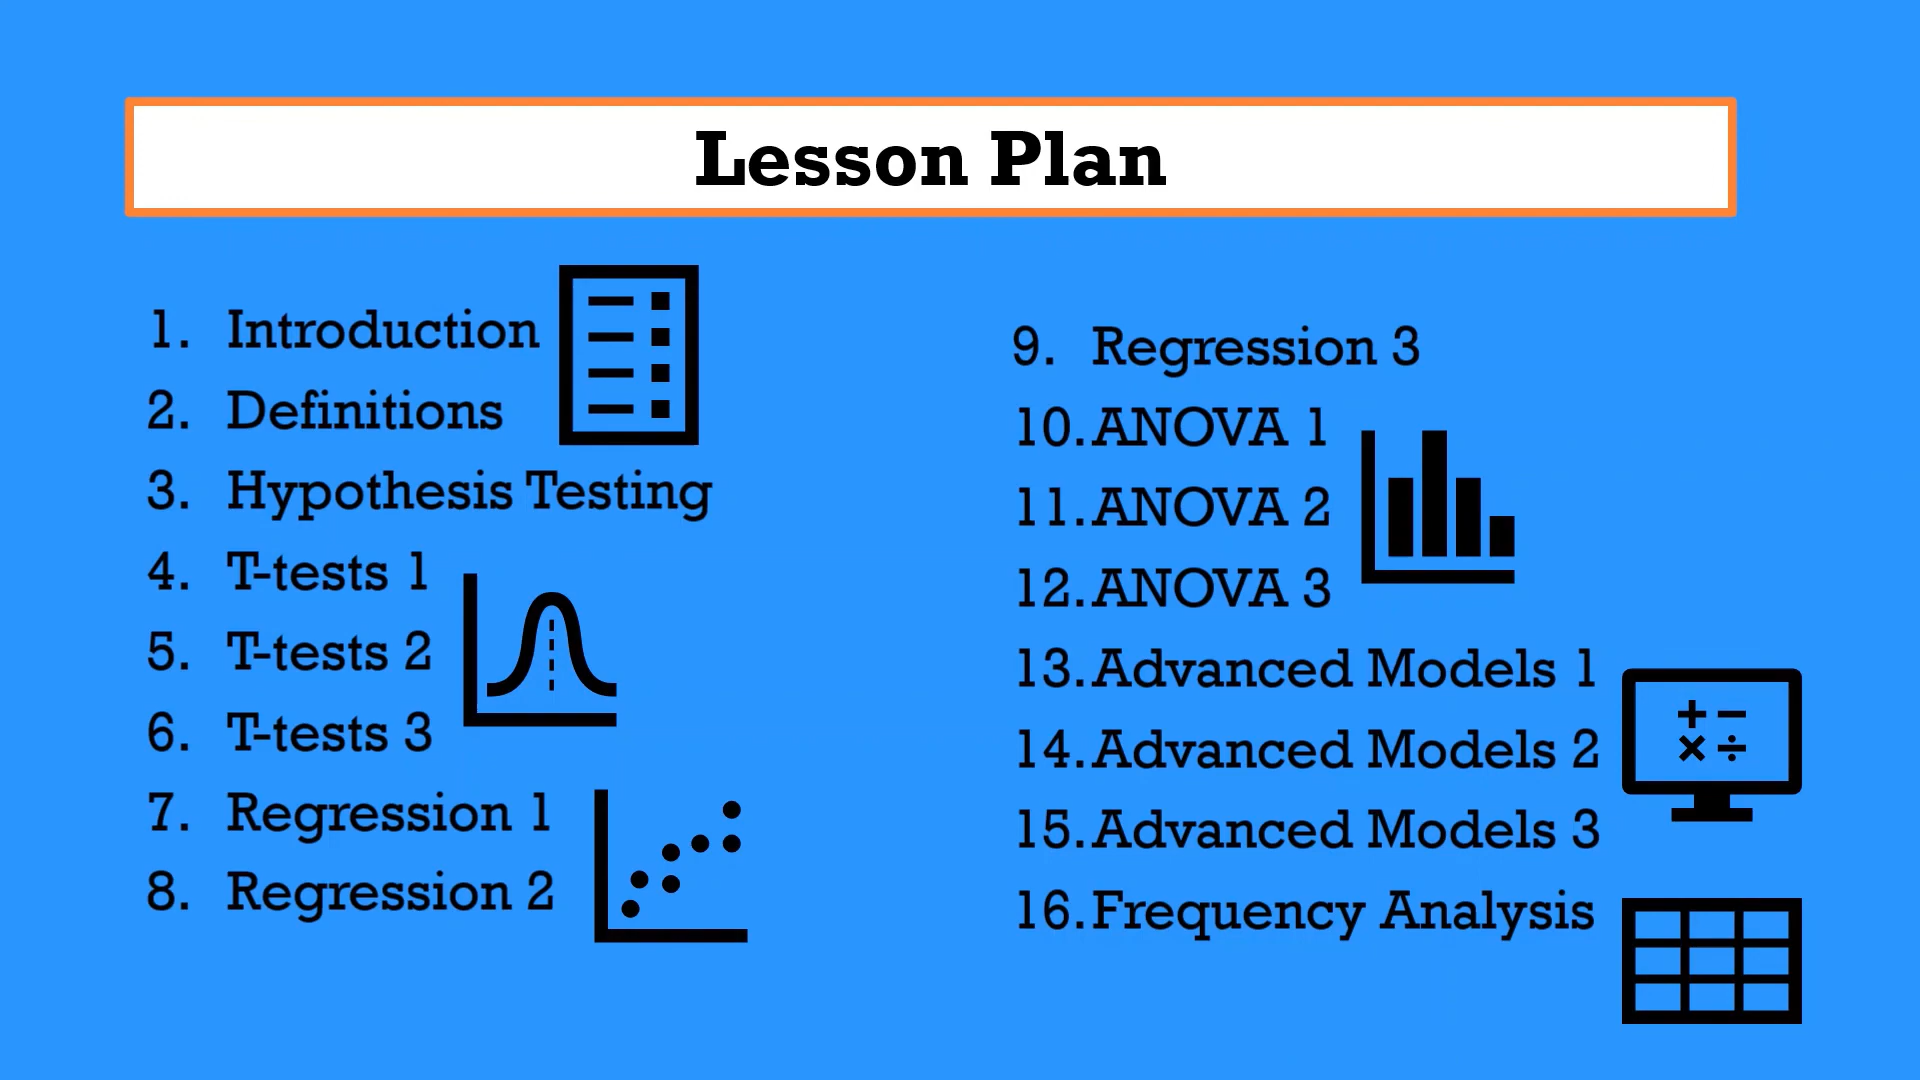 Lesson Plan
1. Introduction
2. Definitions
3. Hypothesis Testing
4. T-tests 1
5. T-tests 2
6. T-tests 3
7. Regression 1
8. Regression 2
9. Regression 3
10. ANOVA 1
11. ANOVA 2
12. ANOVA 3
13. Advanced Models 1
14. Advanced Models 2
15. Advanced Models 3
16. Frequency Analysis